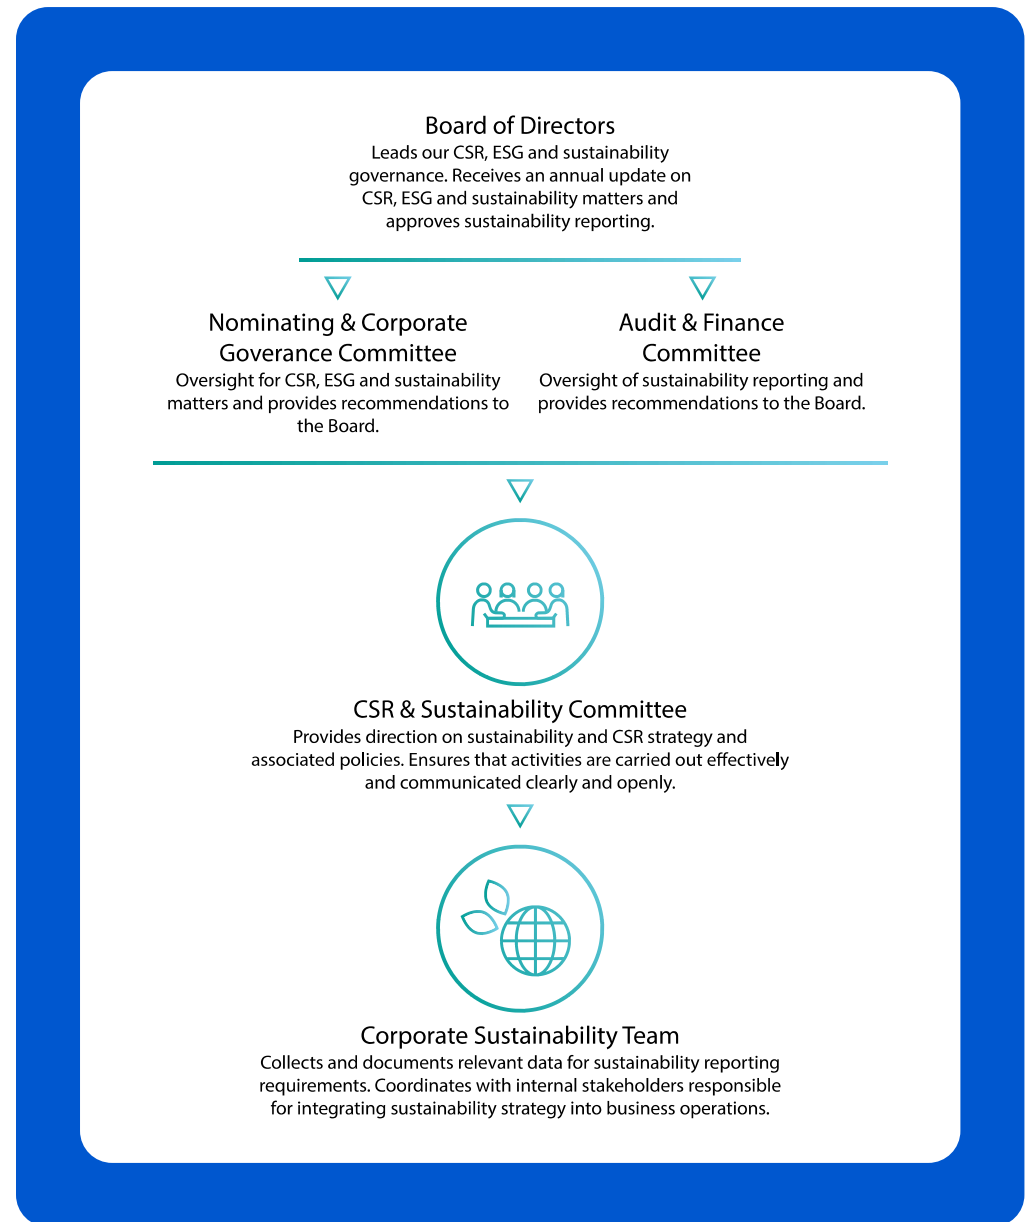 Board of Directors
Leads our CSR, ESG and sustainability
governance. Receives an annual update on
CSR, ESG and sustainability matters and
approves sustainability reporting.
Nominating & Corporate
Goverance Committee
Oversight for CSR, ESG and sustainability
matters and provides recommendations to
the Board.
Audit & Finance
Committee
Oversight of sustainability reporting and
provides recommendations to the Board.
CSR & Sustainability Committee
Provides direction on sustainability and CSR strategy and
associated policies. Ensures that activities are carried out effectively
and communicated clearly and openly.
Corporate Sustainability Team
Collects and documents relevant data for sustainability reporting
requirements. Coordinates with internal stakeholders responsible
for integrating sustainability strategy into business operations.